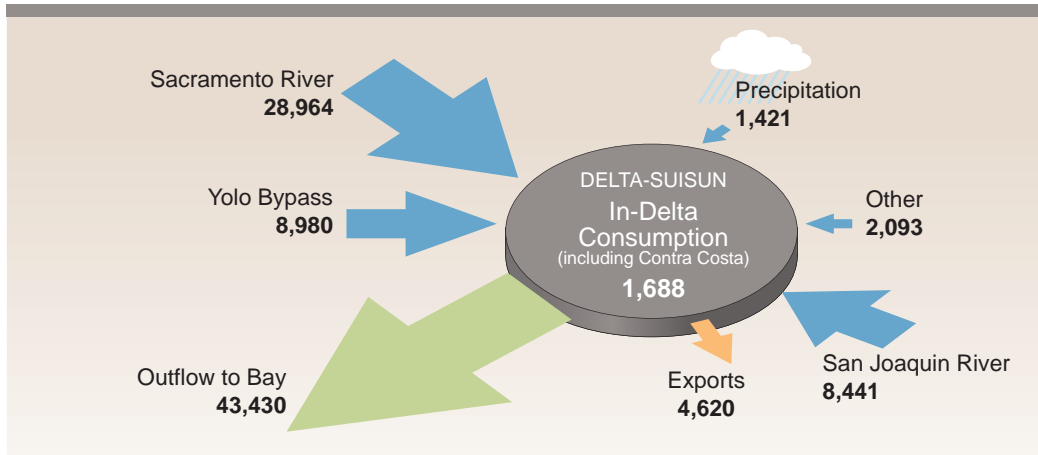 Sacramento River
28,964
Precipitation
1,421
Yolo Bypass
8,980
DELTA-SUISUN
In-Delta
Consumption
(including Contra Costa)
1,688
Other
2,093
Outflow to Bay
43,430
Exports
4,620
San Joaquin River
8,441